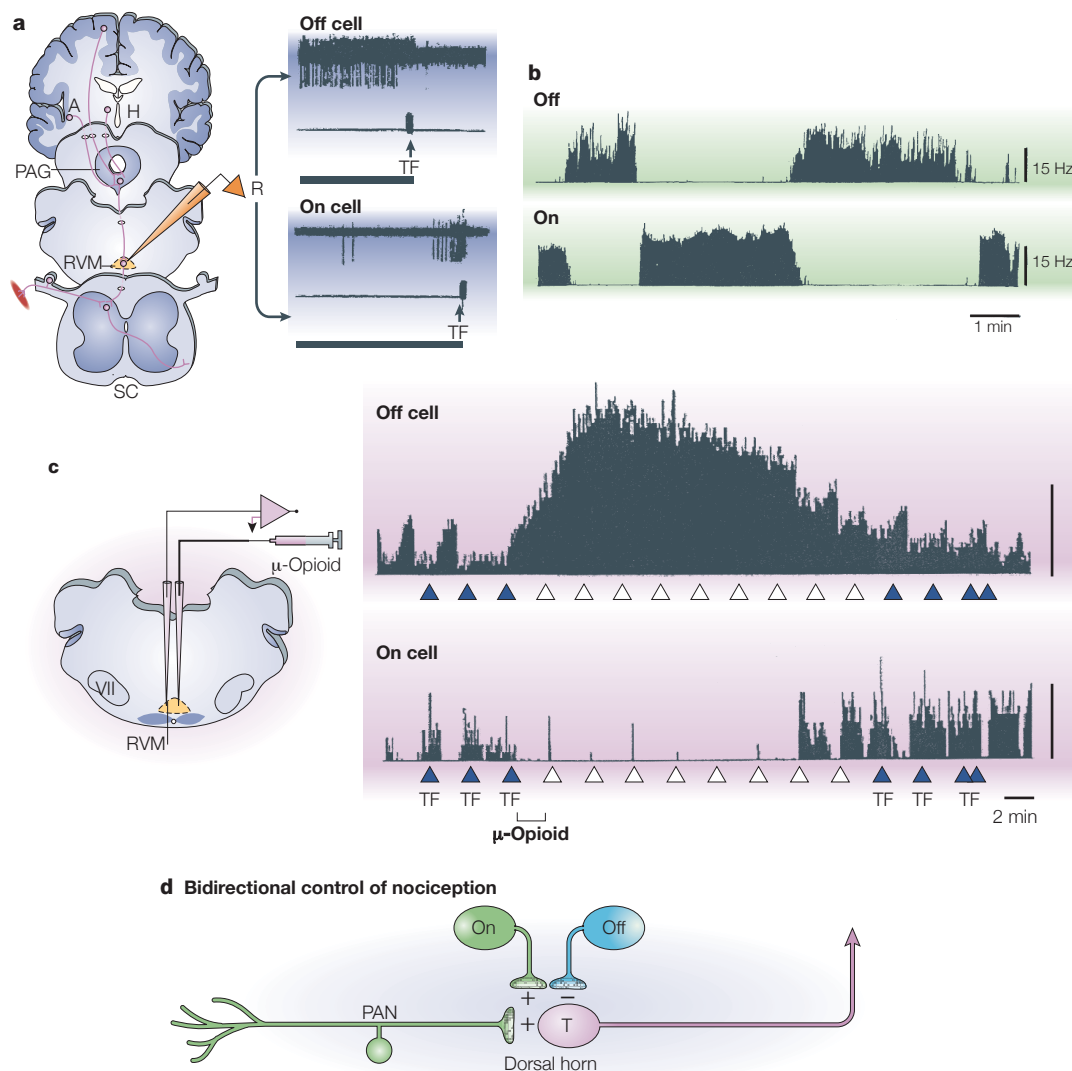 a
A
H
PAG
RVM
SC
R
Off cell
TF
On cell
TF
b
Off
15 Hz
On
15 Hz
1 min
c
μ-Opioid
VII
RVM
Off cell
On cell
TF TF TF TF TF TF
μ-Opioid
2 min
d Bidirectional control of nociception
On
Off
+
−
PAN
+
T
Dorsal horn